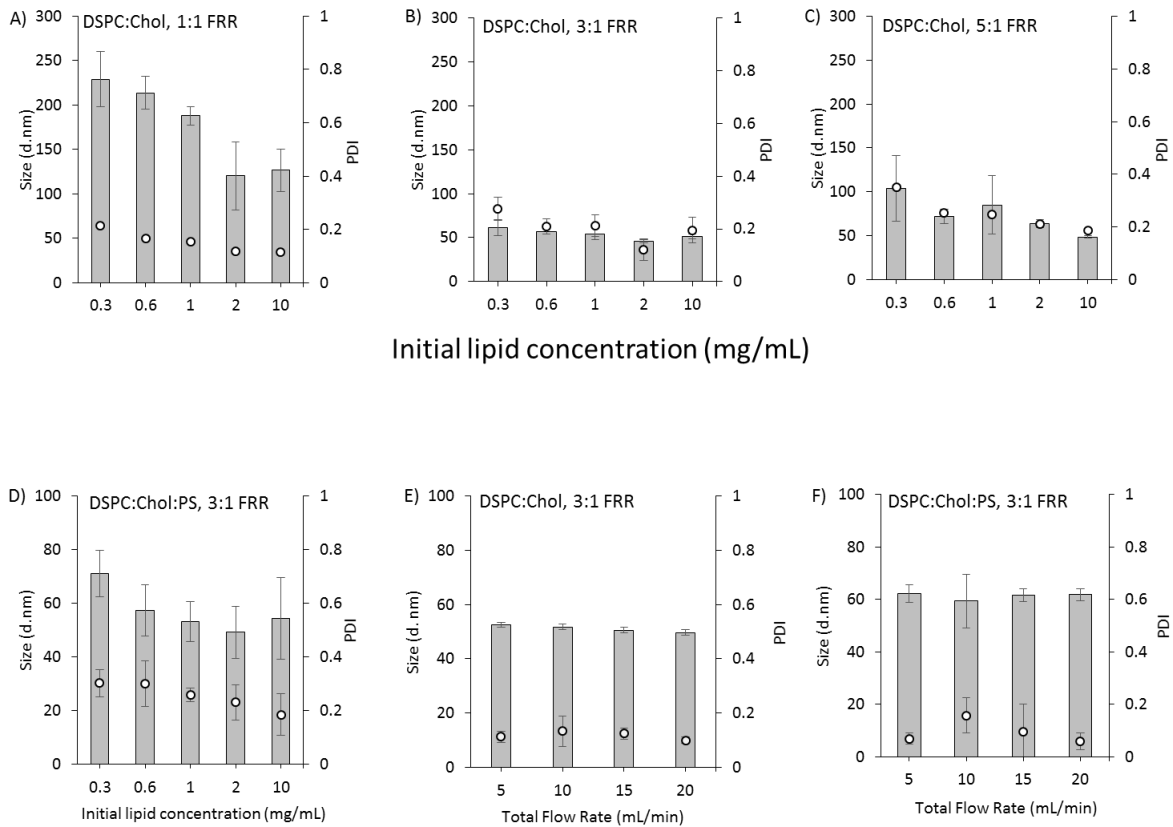 A)
DSPC:Chol, 1:1 FRR
300
250
200
150
100
50
0
Size (d.nm)
1
0.8
0.6
0.4
0.2
0
PDI
0.3 0.6 1 2 10
B)
DSPC:Chol, 3:1 FRR
300
250
200
150
100
50
0
Size (d.nm)
1
0.8
0.6
0.4
0.2
0
PDI
0.3 0.6 1 2 10
C)
DSPC:Chol, 5:1 FRR
300
250
200
150
100
50
0
Size (d.nm)
1
0.8
0.6
0.4
0.2
0
PDI
0.3 0.6 1 2 10
Initial lipid concentration (mg/mL)
D)
DSPC:Chol:PS, 3:1 FRR
100
80
60
40
20
0
Size (d.nm)
1
0.8
0.6
0.4
0.2
0
PDI
0.3 0.6 1 2 10
Initial lipid concentration (mg/mL)
E)
DSPC:Chol, 3:1 FRR
100
80
60
40
20
0
Size (d. nm)
1
0.8
0.6
0.4
0.2
0
PDI
5 10 15 20
Total Flow Rate (mL/min)
F)
DSPC:Chol:PS, 3:1 FRR
100
80
60
40
20
0
Size (d.nm)
1
0.8
0.6
0.4
0.2
0
PDI
5 10 15 20
Total Flow Rate (mL/min)